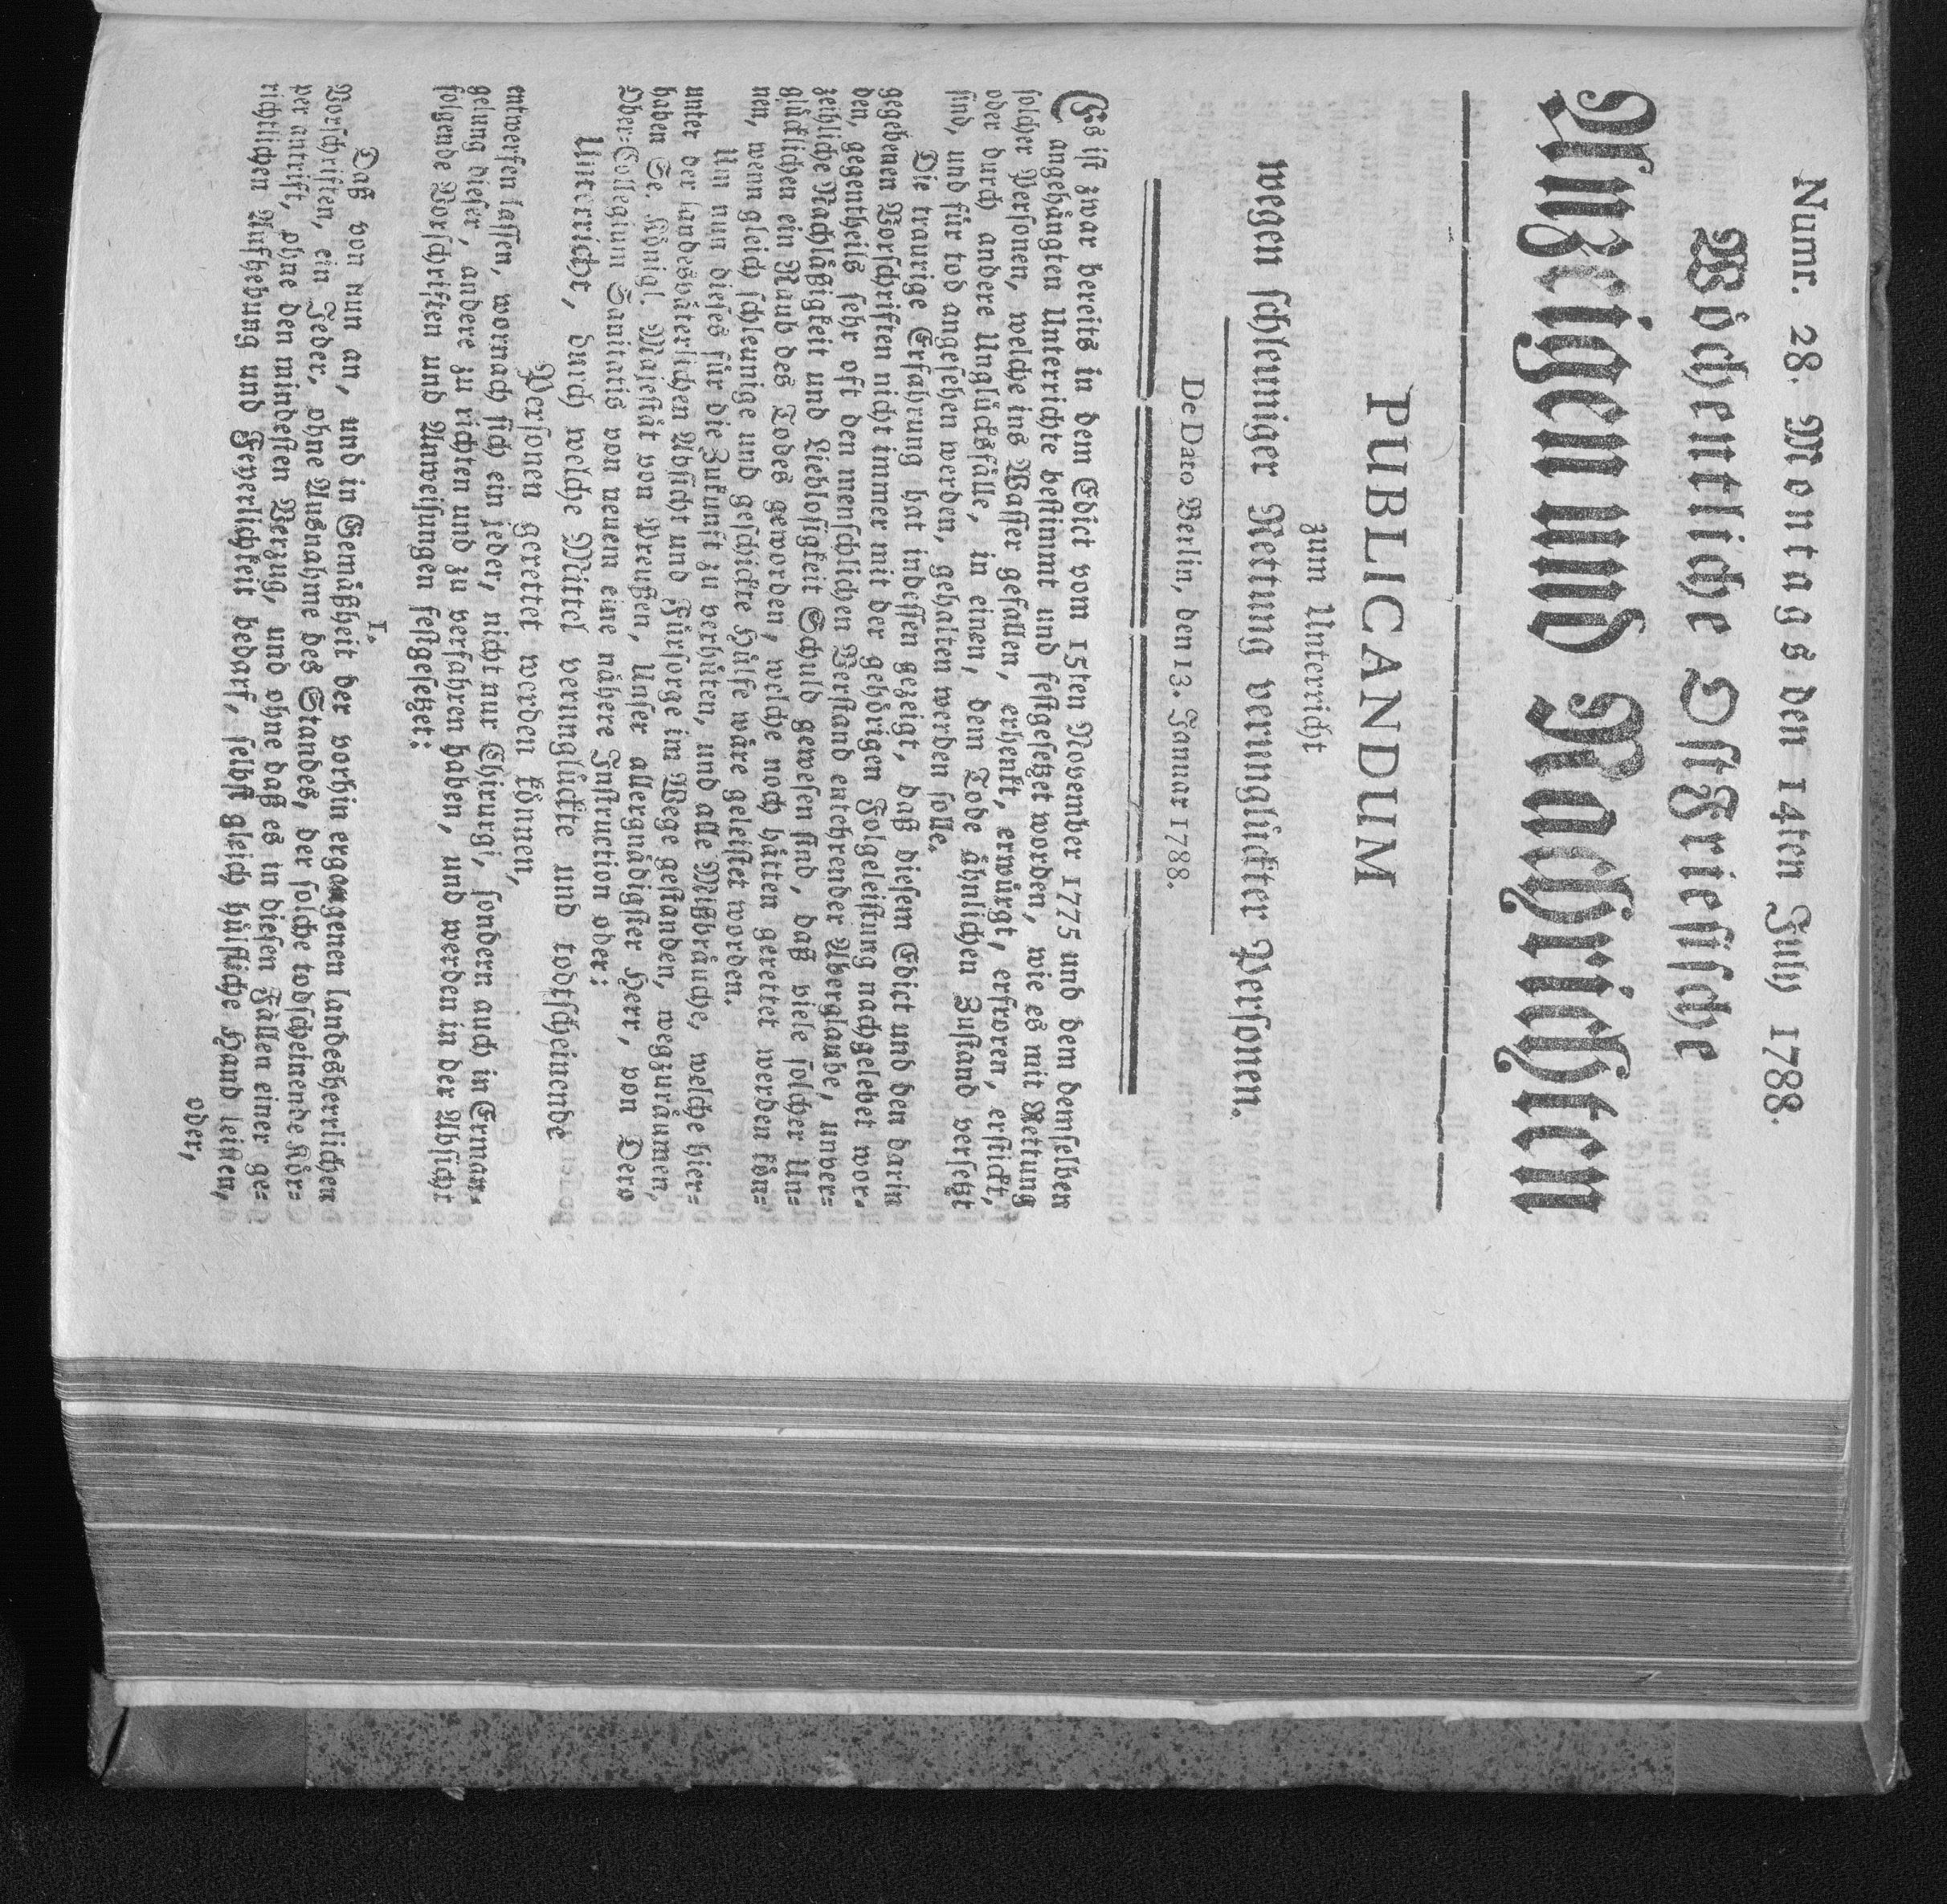 Numr. 28. Montags den 14ten July 1788.
Wöchentliche Ostfriesische
Anzeigen und Nachrichten
PUBLICANDUM
zum Unterricht
wegen schleuniger Rettung verunglückter Personen.
De Dato Berlin, den 13. Januar 1788.
Es ist zwar bereits in dem Edict vom 15ten November 1775 und dem demselben
angehängten Unterrichte bestimmt und festgesetzet worden, wie es mit Rettung
solcher Personen, welche ins Wasser gefallen, erhenkt, erwürgt, erfroren, erstickt,
oder durch andere Unglücksfälle, in einen, dem Tode ähnlichen Zustand versetzt
sind, und für tod angesehen werden, gehalten werden solle.
Die traurige Erfahrung hat indessen gezeigt, daß diesem Edict und den darin
gegebenen Vorschriften nicht immer mit der gehörigen Folgeleistung nachgelebet wor-
den, gegentheils sehr oft den menschlichen Verstand entehrender Aberglaube, unver-
zeihliche Nachläßigkeit und Lieblosigkeit Schuld gewesen sind, daß viele solcher Un-
glücklichen ein Raub des Todes geworden, welche noch hätten gerettet werden kön-
nen, wenn gleich schleunige und geschickte Hülfe wäre geleistet worden.
Um nun dieses für die Zukunft zu verhüten, und alle Misbräuche, welche hier-
unter der landesväterlichen Absicht und Fürsorge im Wege gestanden, wegzuräumen,
haben Se. Königl. Majestät von Preußen, Unser allergnädigster Herr, von Dero
Ober-Collegium Sanitatis von neuem eine nähere Instruction oder:
Unterricht, durch welche Mittel verunglückte und todtscheinende
Personen gerettet werden können,
entwerfen lassen, wornach sich ein jeder, nicht nur Chirurgi, sondern auch in Erman-
gelung dieser, andere zu richten und zu verfahren haben, und werden in der Absicht
folgende Vorschriften und Anweisungen festgesetzet:
I.
Daß von nun an, und in Gemäßheit der vorhin ergangenen landesherrlichen
Vorschriften, ein Jeder, ohne Ausnahme des Standes, der solche todscheinende Kör-
per antrift, ohne den mindesten Verzug, und ohne daß es in diesen Fällen einer ge-
richtlichen Aufhebung und Feyerlichkeit bedarf, selbst gleich hülfliche Hand leisten,
oder,